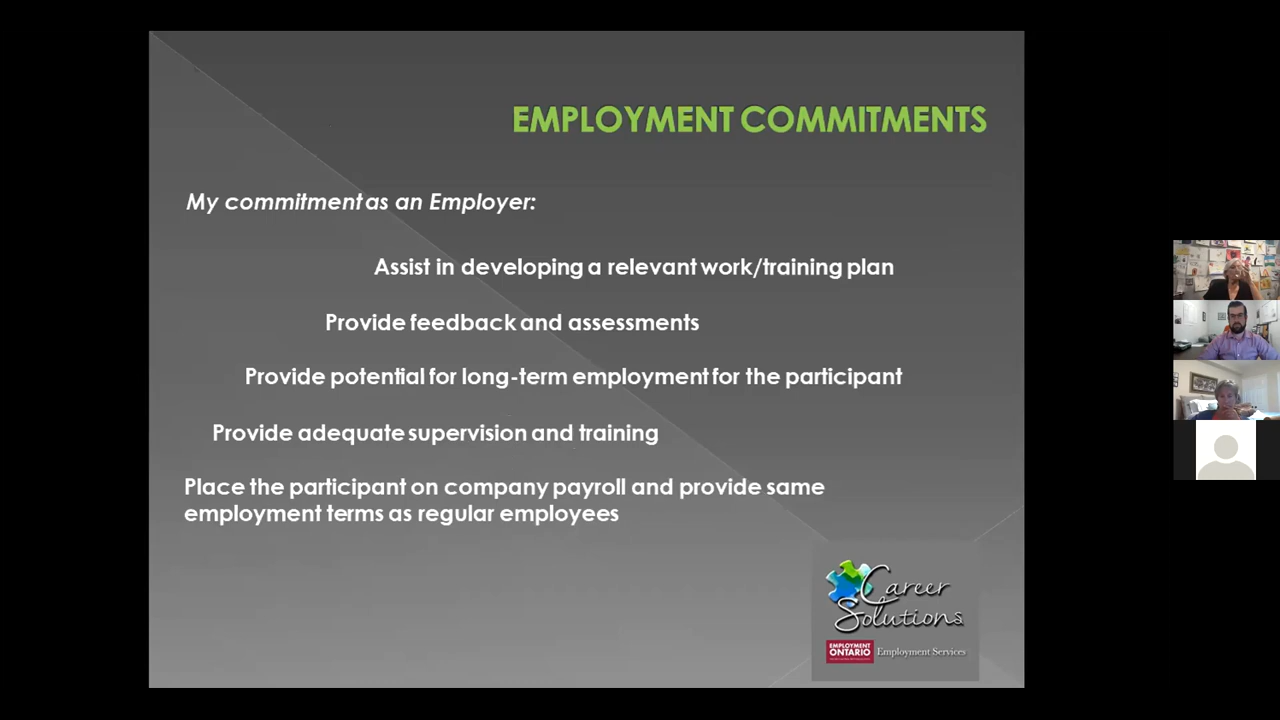 EMPLOYMENT COMMITMENTS
My commitment as an Employer:
Assist in developing a relevant work/training plan
Provide feedback and assessments
Provide potential for long-term employment for the participant
Provide adequate supervision and training
Place the participant on company payroll and provide same
employment terms as regular employees
Career
Solutions
EMPLOYMENT
ONTARIO
Employment Services